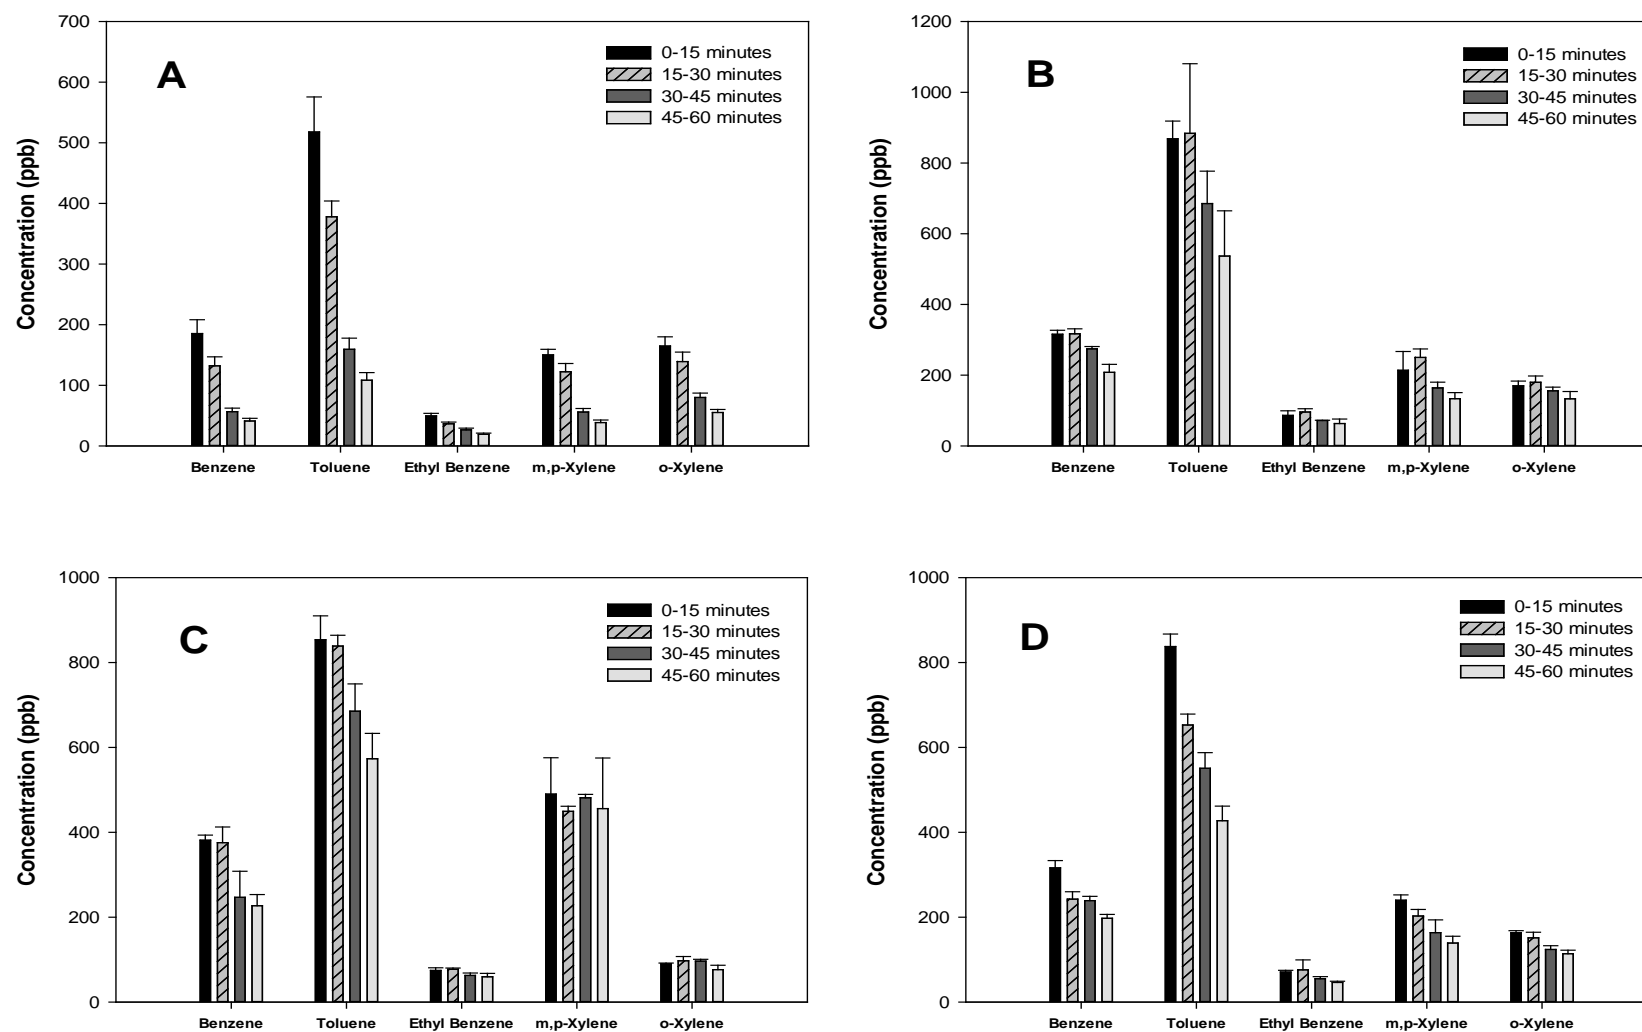 A
Concentration (ppb)
700
600
500
400
300
200
100
0
0-15 minutes
15-30 minutes
30-45 minutes
45-60 minutes
Benzene Toluene Ethyl Benzene m,p-Xylene o-Xylene
B
Concentration (ppb)
1200
1000
800
600
400
200
0
0-15 minutes
15-30 minutes
30-45 minutes
45-60 minutes
Benzene Toluene Ethyl Benzene m,p-Xylene o-Xylene
C
Concentration (ppb)
1000
800
600
400
200
0
0-15 minutes
15-30 minutes
30-45 minutes
45-60 minutes
Benzene Toluene Ethyl Benzene m,p-Xylene o-Xylene
D
Concentration (ppb)
1000
800
600
400
200
0
0-15 minutes
15-30 minutes
30-45 minutes
45-60 minutes
Benzene Toluene Ethyl Benzene m,p-Xylene o-Xylene